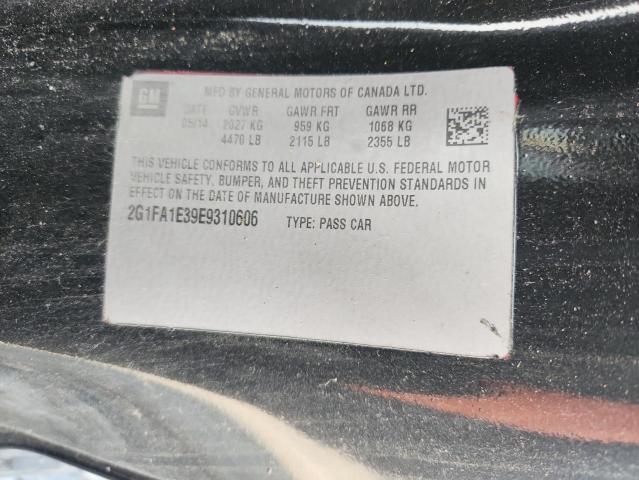 GM
MFD BY GENERAL MOTORS OF CANADA LTD.
DATE GVWR GAWR FRT GAWR RR
05/14 2027 KG 959 KG 1068 KG
4470 LB 2115 LB 2355 LB
THIS VEHICLE CONFORMS TO ALL APPLICABLE U.S. FEDERAL MOTOR
VEHICLE SAFETY, BUMPER, AND THEFT PREVENTION STANDARDS IN
EFFECT ON THE DATE OF MANUFACTURE SHOWN ABOVE.
2G1FA1E39E9310606 TYPE: PASS CAR